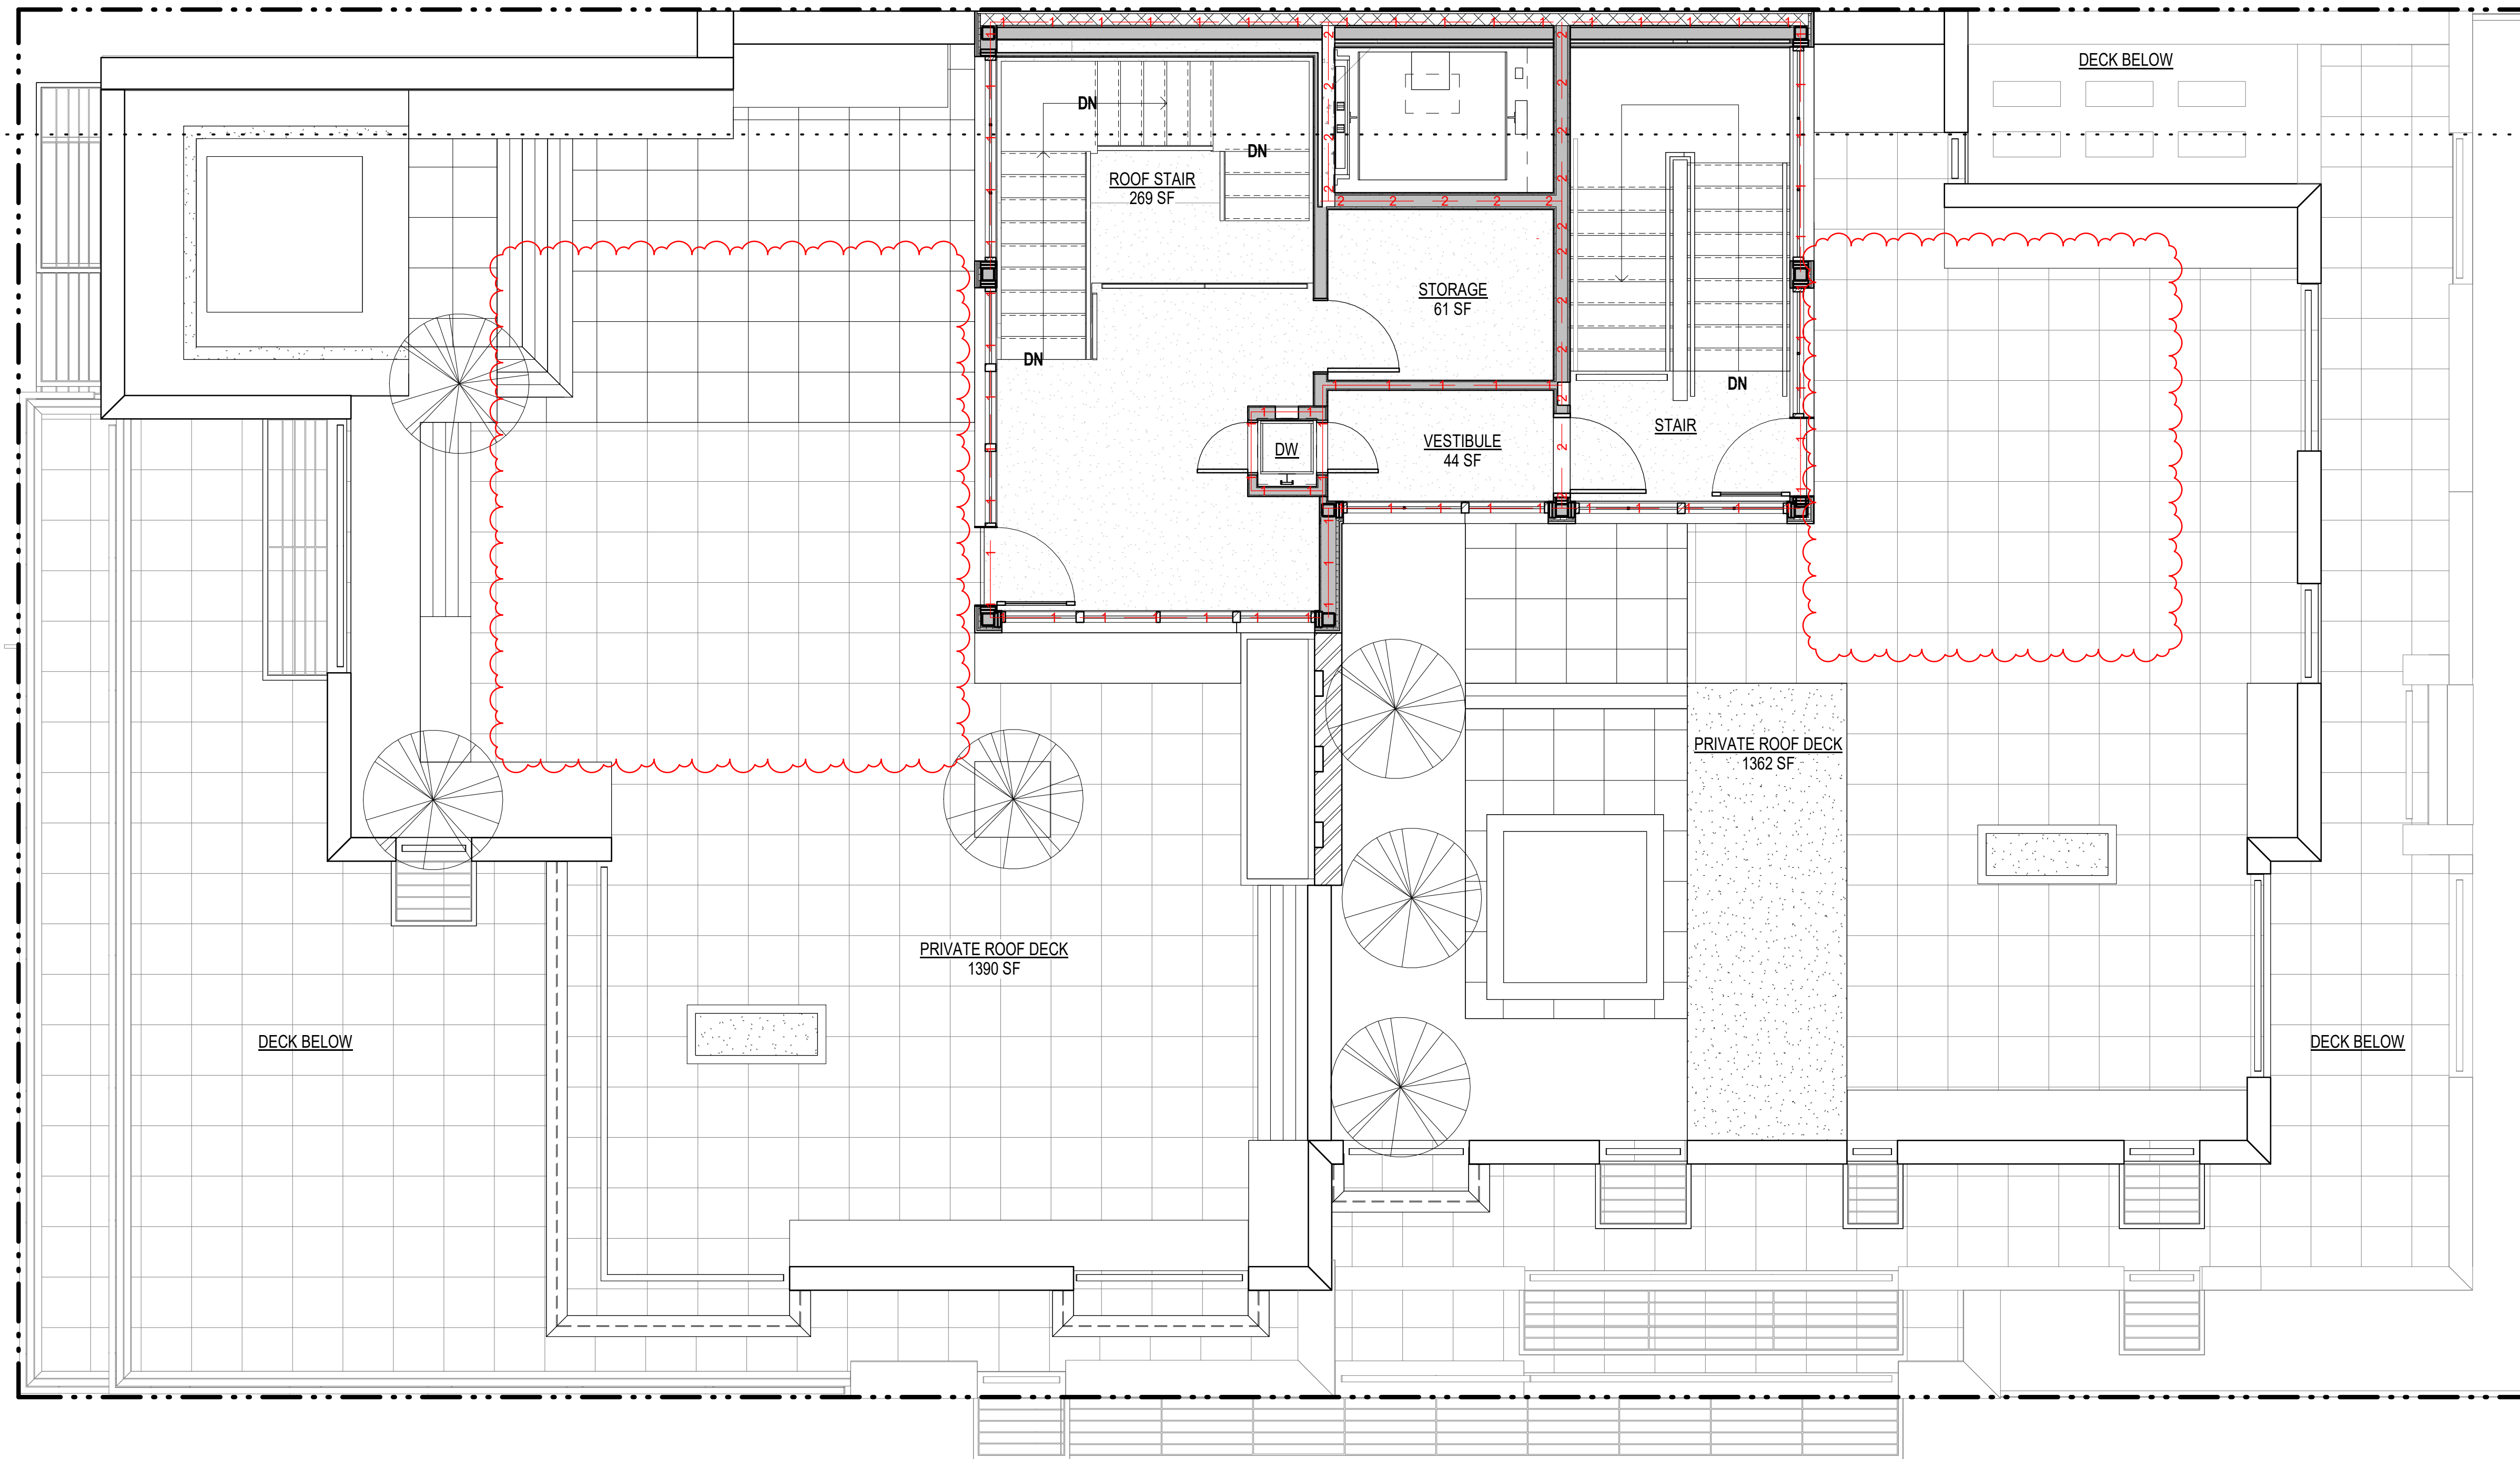 DECK BELOW
DN
DN
ROOF STAIR
269 SF
STORAGE
61 SF
DN
DN
STAIR
VESTIBULE
44 SF
DW
PRIVATE ROOF DECK
1362 SF
PRIVATE ROOF DECK
1390 SF
DECK BELOW
DECK BELOW